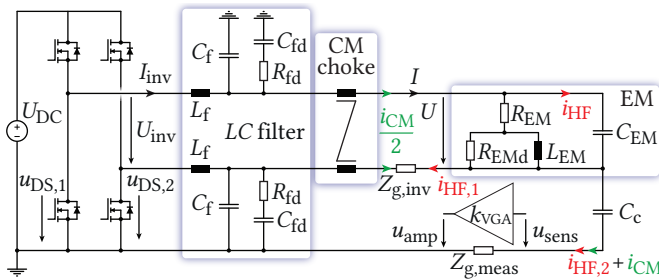 C_f
C_fd
R_fd
CM
choke
I_inv
I
EM
i_HF
L_f
i_CM
2
R_EM
U_DC
U_inv
LC filter
U
C_EM
R_EMd
L_EM
L_f
u_DS,1
u_DS,2
Z_g,inv
i_HF,1
C_f
R_fd
C_fd
k_VGA
C_c
u_amp
u_sens
Z_g,meas
i_HF,2 + i_CM